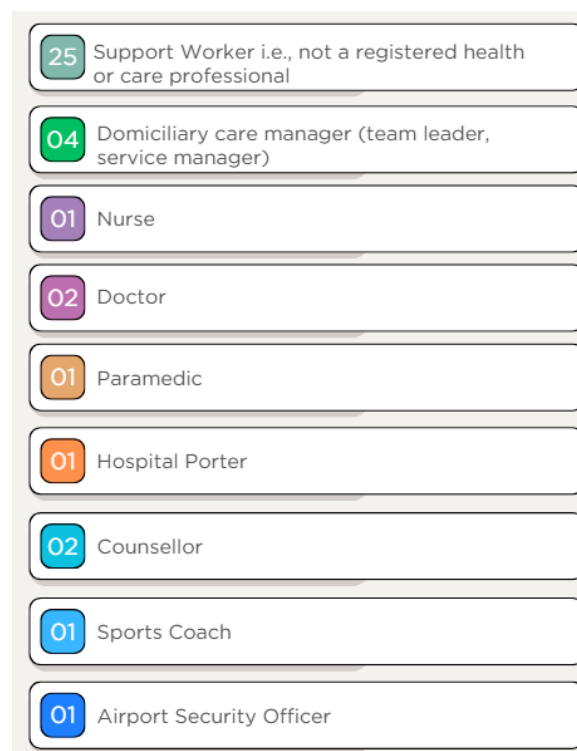 25 Support Worker i.e., not a registered health
or care professional
04 Domiciliary care manager (team leader,
service manager)
01 Nurse
02 Doctor
01 Paramedic
01 Hospital Porter
02 Counsellor
01 Sports Coach
01 Airport Security Officer